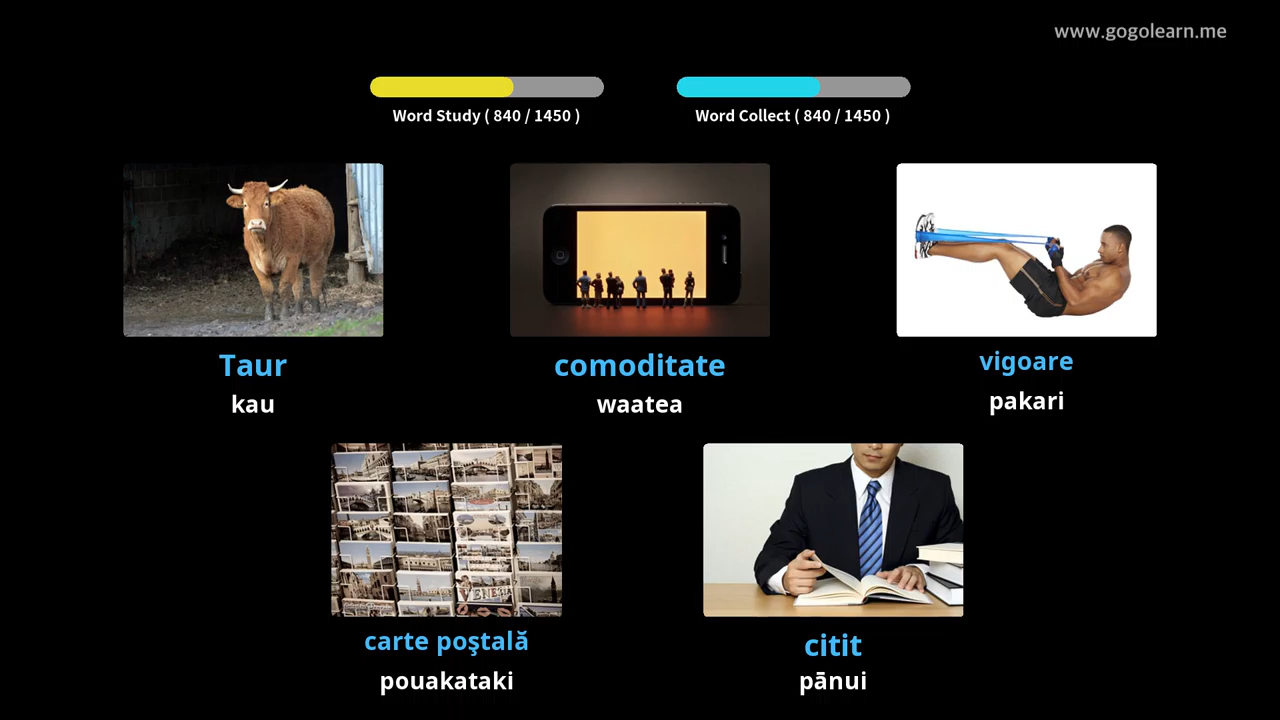 www.gogolearn.me
Word Study ( 840 / 1450 )
Word Collect ( 840 / 1450 )
Taur
comoditate
vigoare
kau
waatea
pakari
carte poştală
citit
pouakataki
pānui